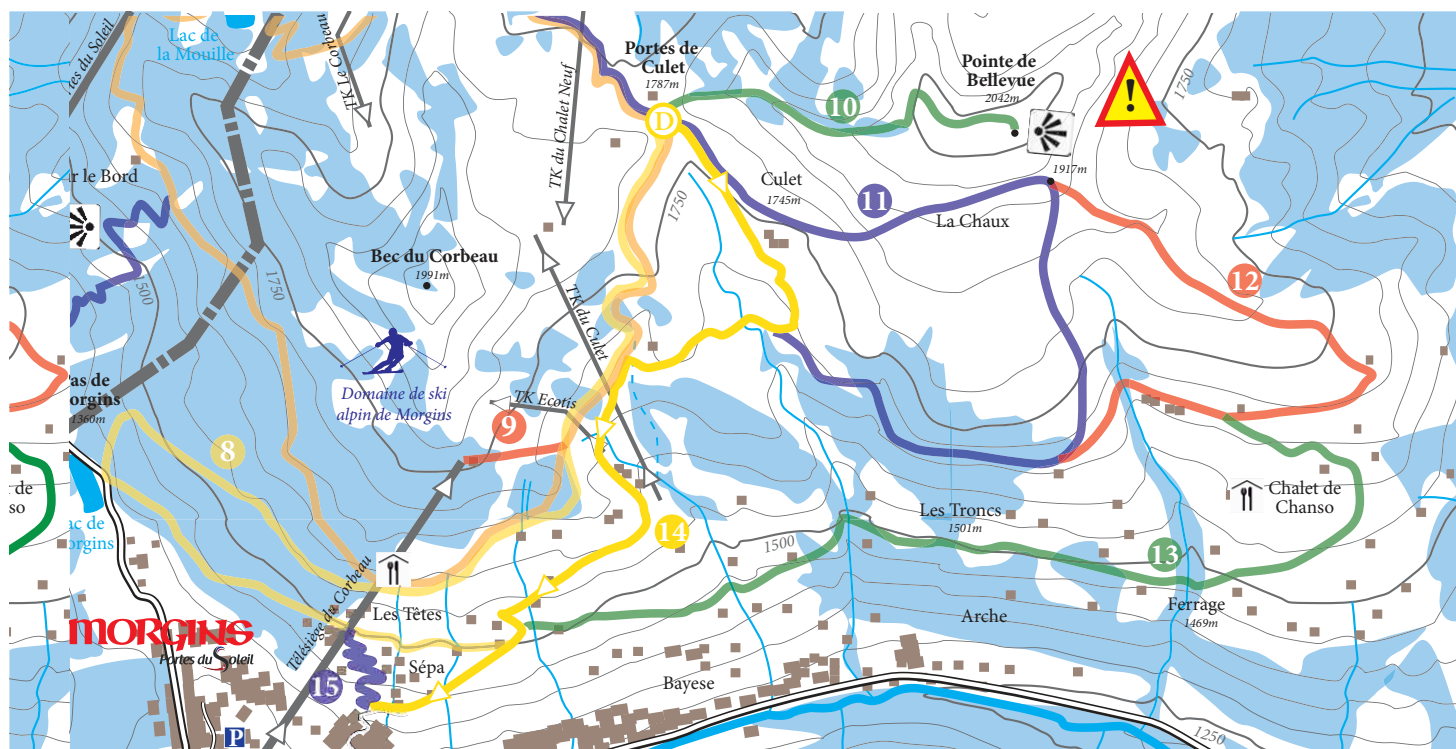 Lac de
la Mouille
TK Le Corbeau
TK du Chalet Neuf
Portes de
Culet
1787m
D
10
Pointe de
Bellevue
2042m
!
1750
1917m
r le Bord
1500
1750
Bec du Corbeau
1991m
1750
Culet
1745m
11
La Chaux
12
TK du Culet
Domaine de ski
alpin de Morgins
TK Ecotis
as de
orgins
1360m
8
9
de
so
ac de
orgins
14
1500
Les Troncs
1501m
Chalet de
Chanso
13
Télésiège du Corbeau
Les Têtes
Ferrage
1469m
Arche
MORGINS
Portes du Soleil
Sépa
15
Bayese
P
1250